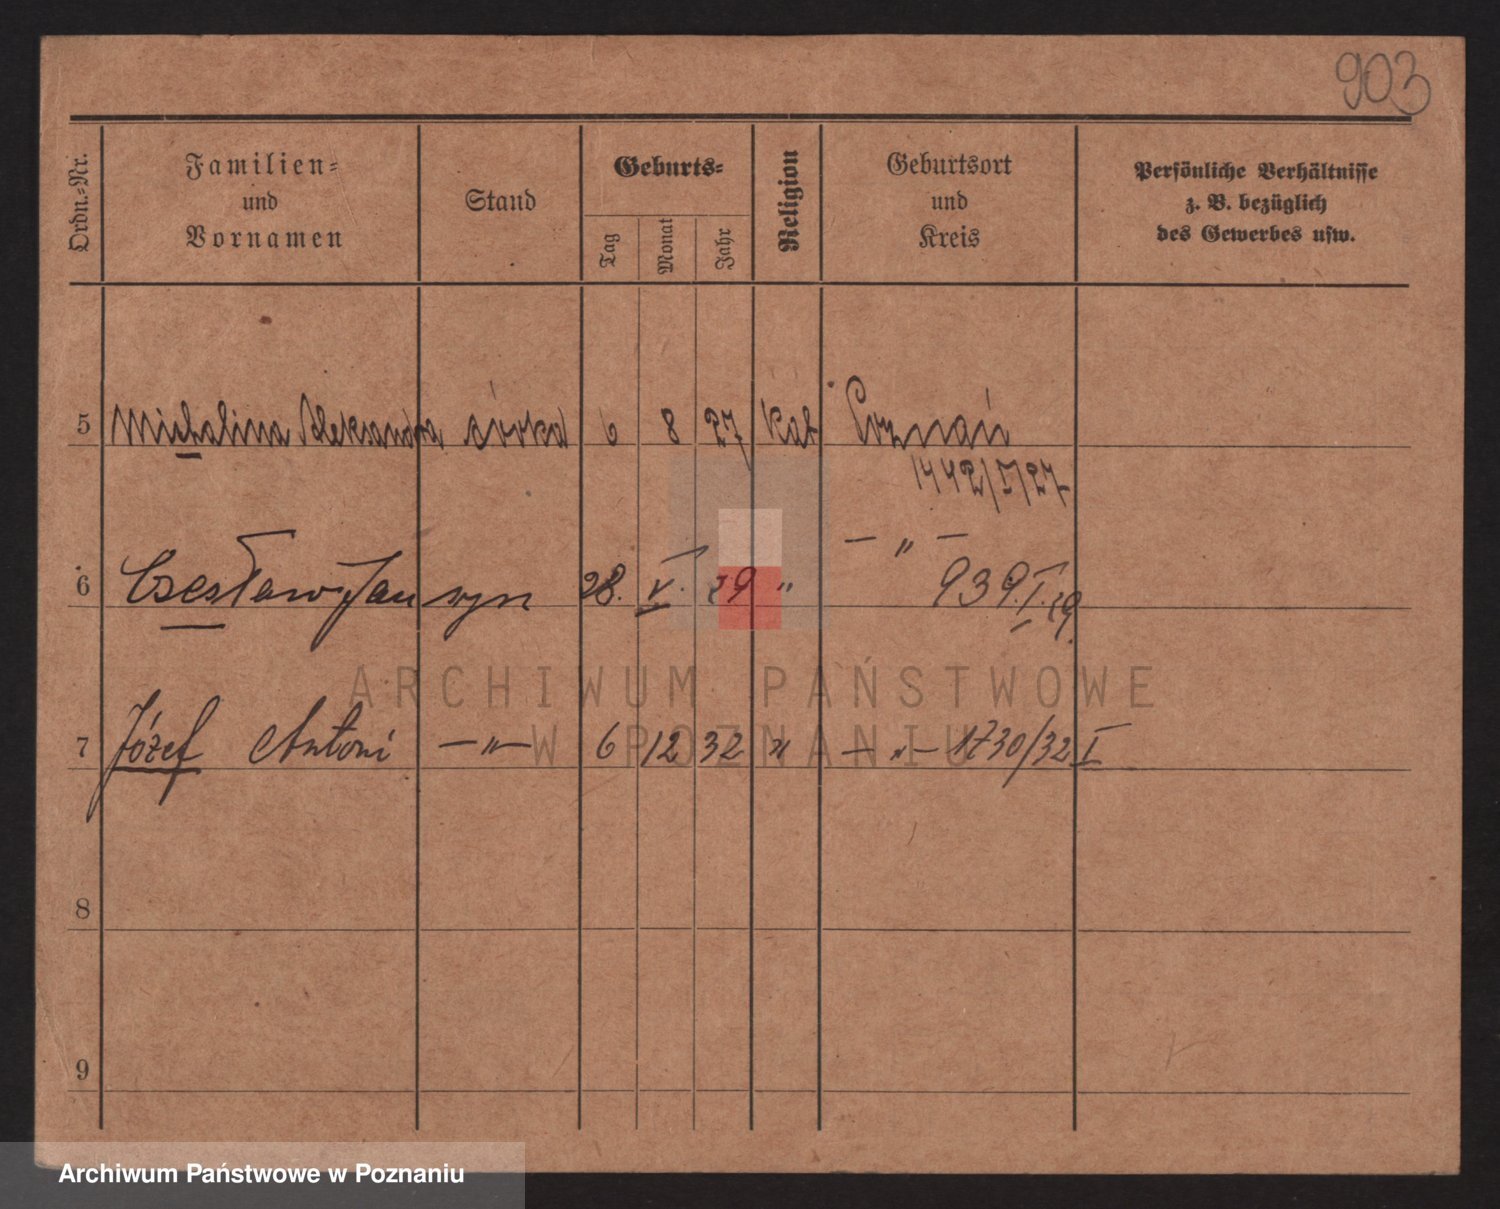 903
Ordn.-Nr.
Familien-
und
Vornamen
Stand
Geburts-
Tag Monat Jahr
Religion
Geburtsort
und
Kreis
Persönliche Verhältnisse
z. B. bezüglich
des Gewerbes usw.
5 Michalina Aleksandra córka 6 8 27 kat Poznań
1442/I/27
— „ —
6 Czesław Jan syn 28. V. 29 „ 939.I.29.
ARCHIWUM PAŃSTWOWE
W POZNANIU
7 Józef Antoni — „ — 6 12 32 „ — „ — 1730/32 I
8
9
Archiwum Państwowe w Poznaniu